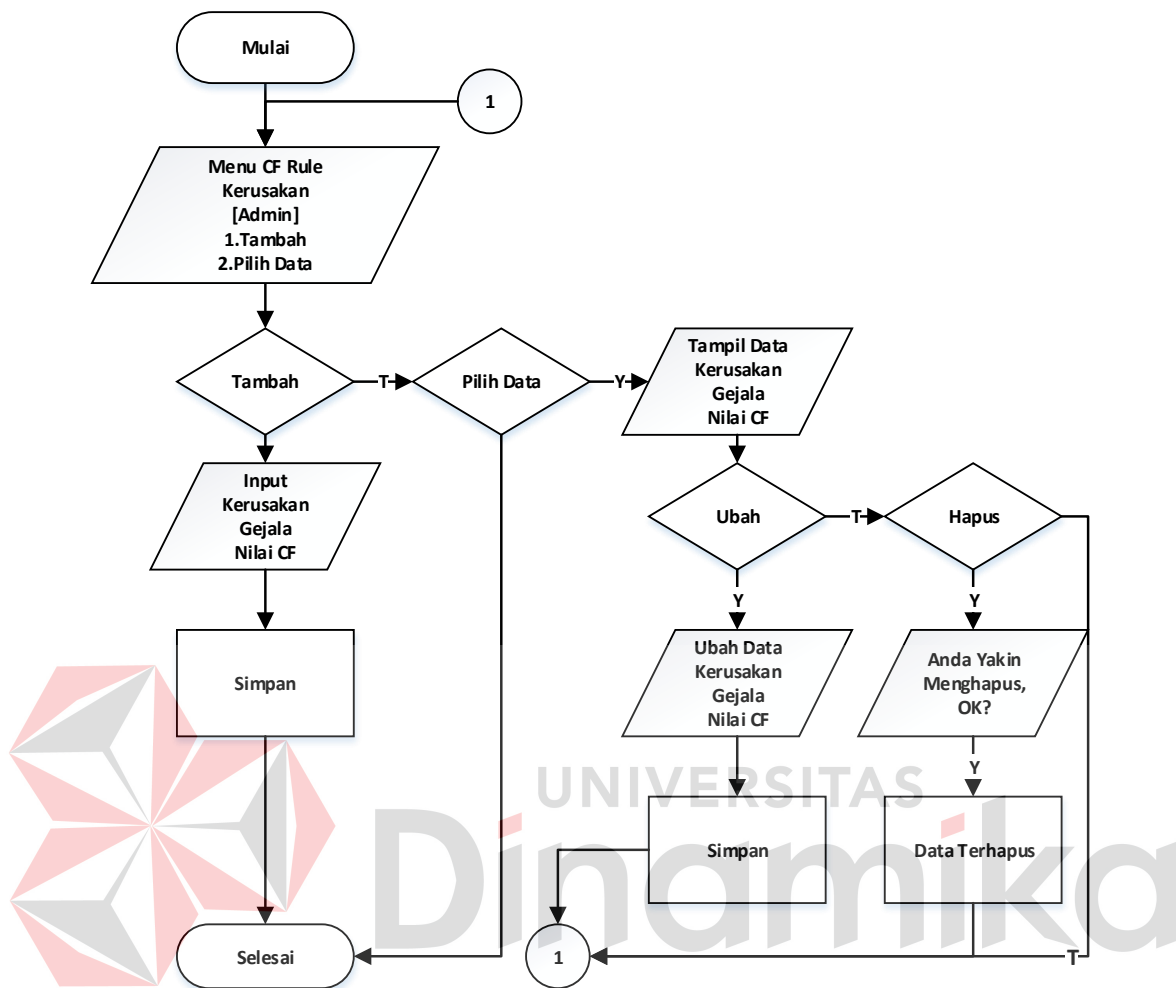 Mulai
1
Menu CF Rule
Kerusakan
[Admin]
1.Tambah
2.Pilih Data
Tambah
T
Pilih Data
Y
Tampil Data
Kerusakan
Gejala
Nilai CF
Input
Kerusakan
Gejala
Nilai CF
Ubah
T
Hapus
Y
Y
Simpan
Ubah Data
Kerusakan
Gejala
Nilai CF
Anda Yakin
Menghapus,
OK?
Y
UNIVERSITAS
Dinamika
Simpan
Data Terhapus
Selesai
1
T